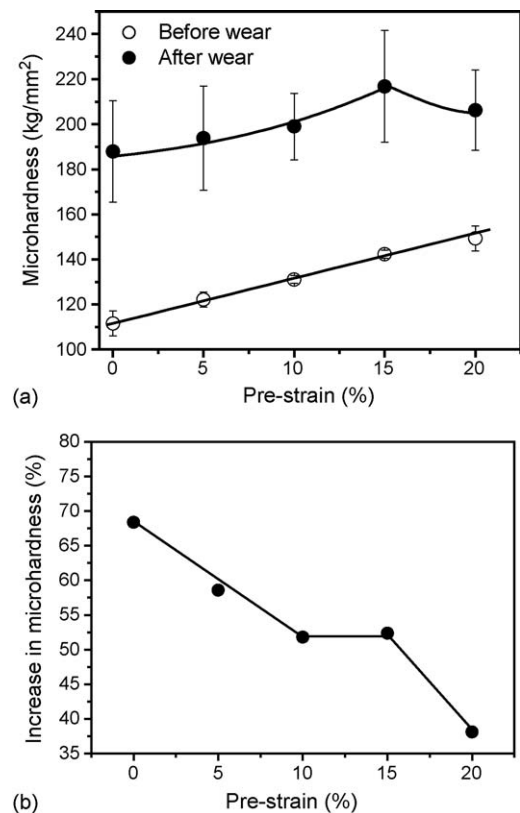 240
220
200
180
160
140
120
100
Microhardness (kg/mm²)
Before wear
After wear
0 5 10 15 20
Pre-strain (%)
(a)
80
75
70
65
60
55
50
45
40
35
Increase in microhardness (%)
0 5 10 15 20
Pre-strain (%)
(b)